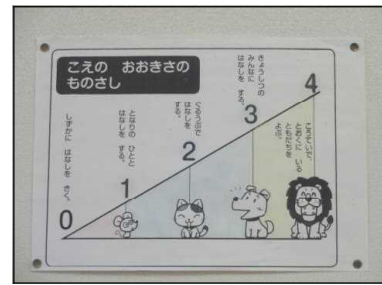 こえの おおきさの
ものさし
0
しずかに はなしを きく。
1
となりの ひとと
はなしを する。
2
ぐるうぷで
はなしを
する。
3
きょうしつの
みんなに
はなしを する。
4
とおくに いる
ともだちを
よぶ。